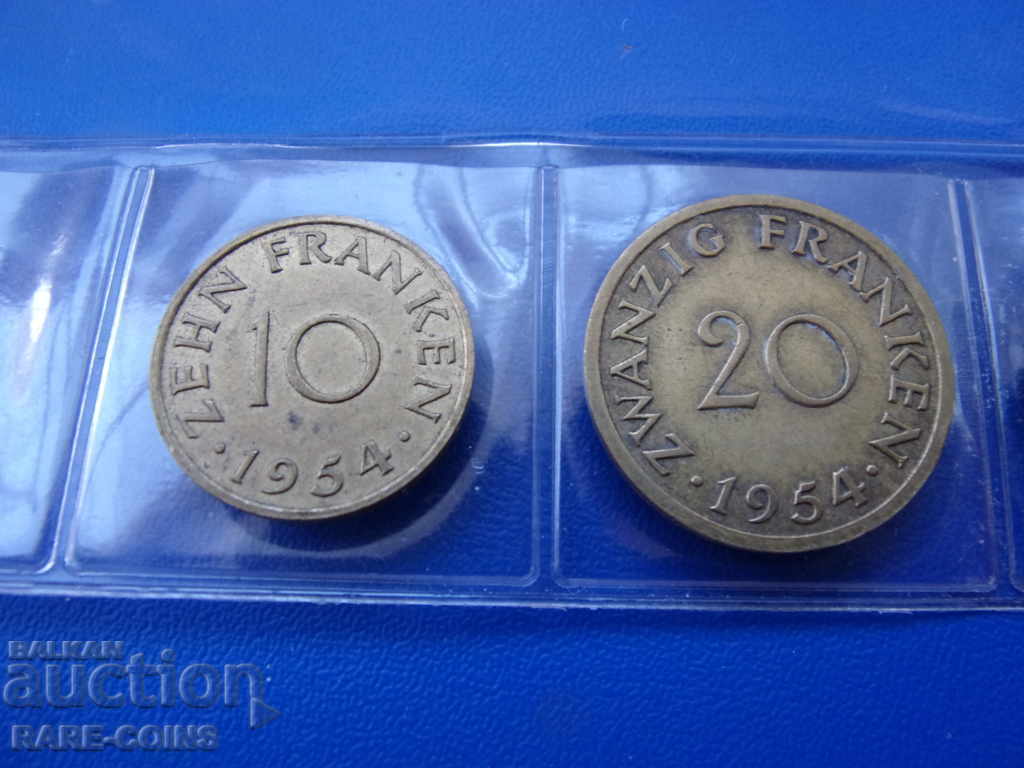 ZEHN FRANKEN
10
· 1954 ·
ZWANZIG FRANKEN
20
· 1954 ·
BALKAN
auction
RARE-COINS